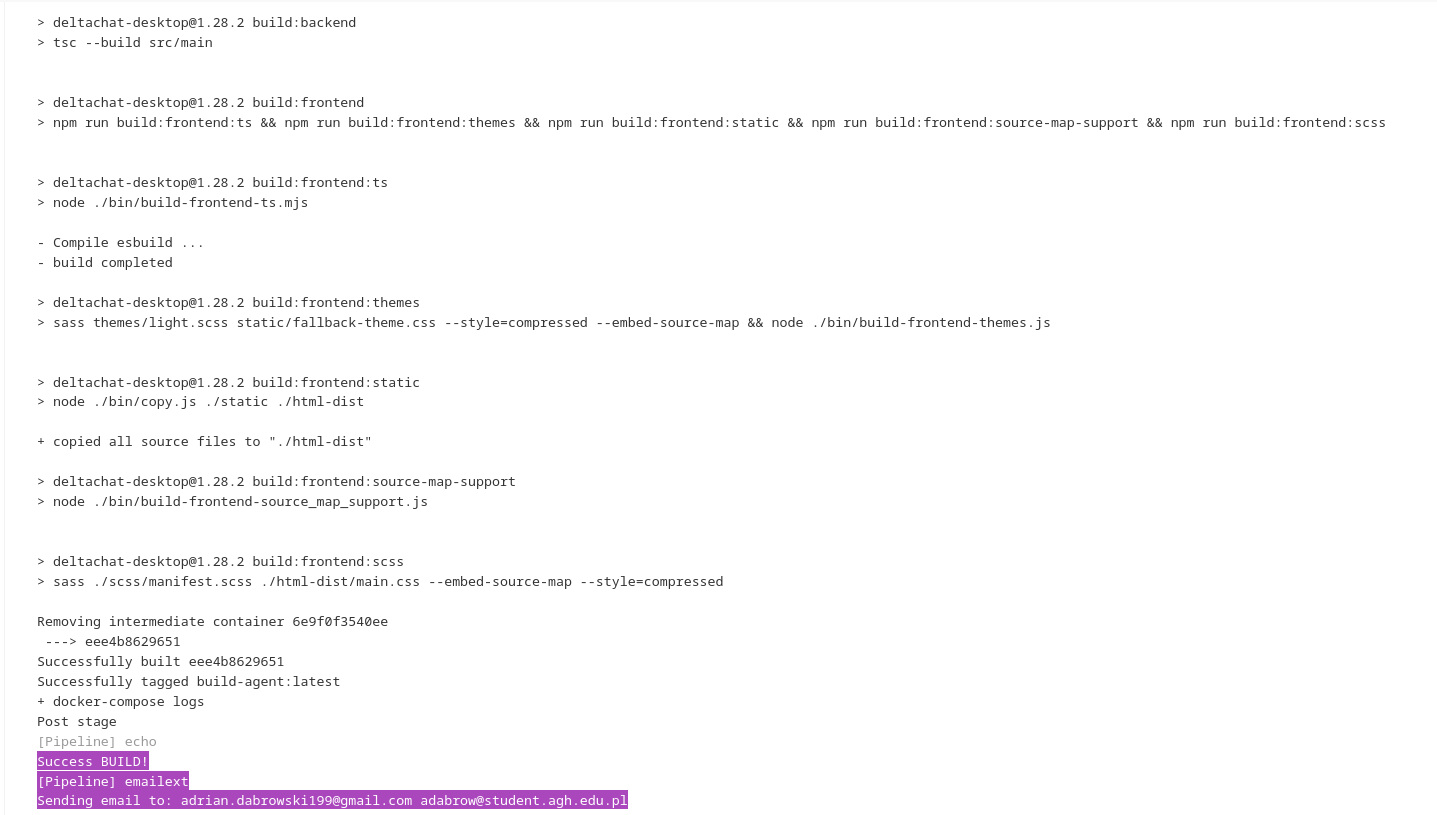 > deltachat-desktop@1.28.2 build:backend
> tsc --build src/main
> deltachat-desktop@1.28.2 build:frontend
> npm run build:frontend:ts && npm run build:frontend:themes && npm run build:frontend:static && npm run build:frontend:source-map-support && npm run build:frontend:scss
> deltachat-desktop@1.28.2 build:frontend:ts
> node ./bin/build-frontend-ts.mjs
- Compile esbuild ...
- build completed
> deltachat-desktop@1.28.2 build:frontend:themes
> sass themes/light.scss static/fallback-theme.css --style=compressed --embed-source-map && node ./bin/build-frontend-themes.js
> deltachat-desktop@1.28.2 build:frontend:static
> node ./bin/copy.js ./static ./html-dist
+ copied all source files to "./html-dist"
> deltachat-desktop@1.28.2 build:frontend:source-map-support
> node ./bin/build-frontend-source_map_support.js
> deltachat-desktop@1.28.2 build:frontend:scss
> sass ./scss/manifest.scss ./html-dist/main.css --embed-source-map --style=compressed
Removing intermediate container 6e9f0f3540ee
 ---> eee4b8629651
Successfully built eee4b8629651
Successfully tagged build-agent:latest
+ docker-compose logs
Post stage
[Pipeline] echo
Success BUILD!
[Pipeline] emailext
Sending email to: adrian.dabrowski199@gmail.com adabrow@student.agh.edu.pl